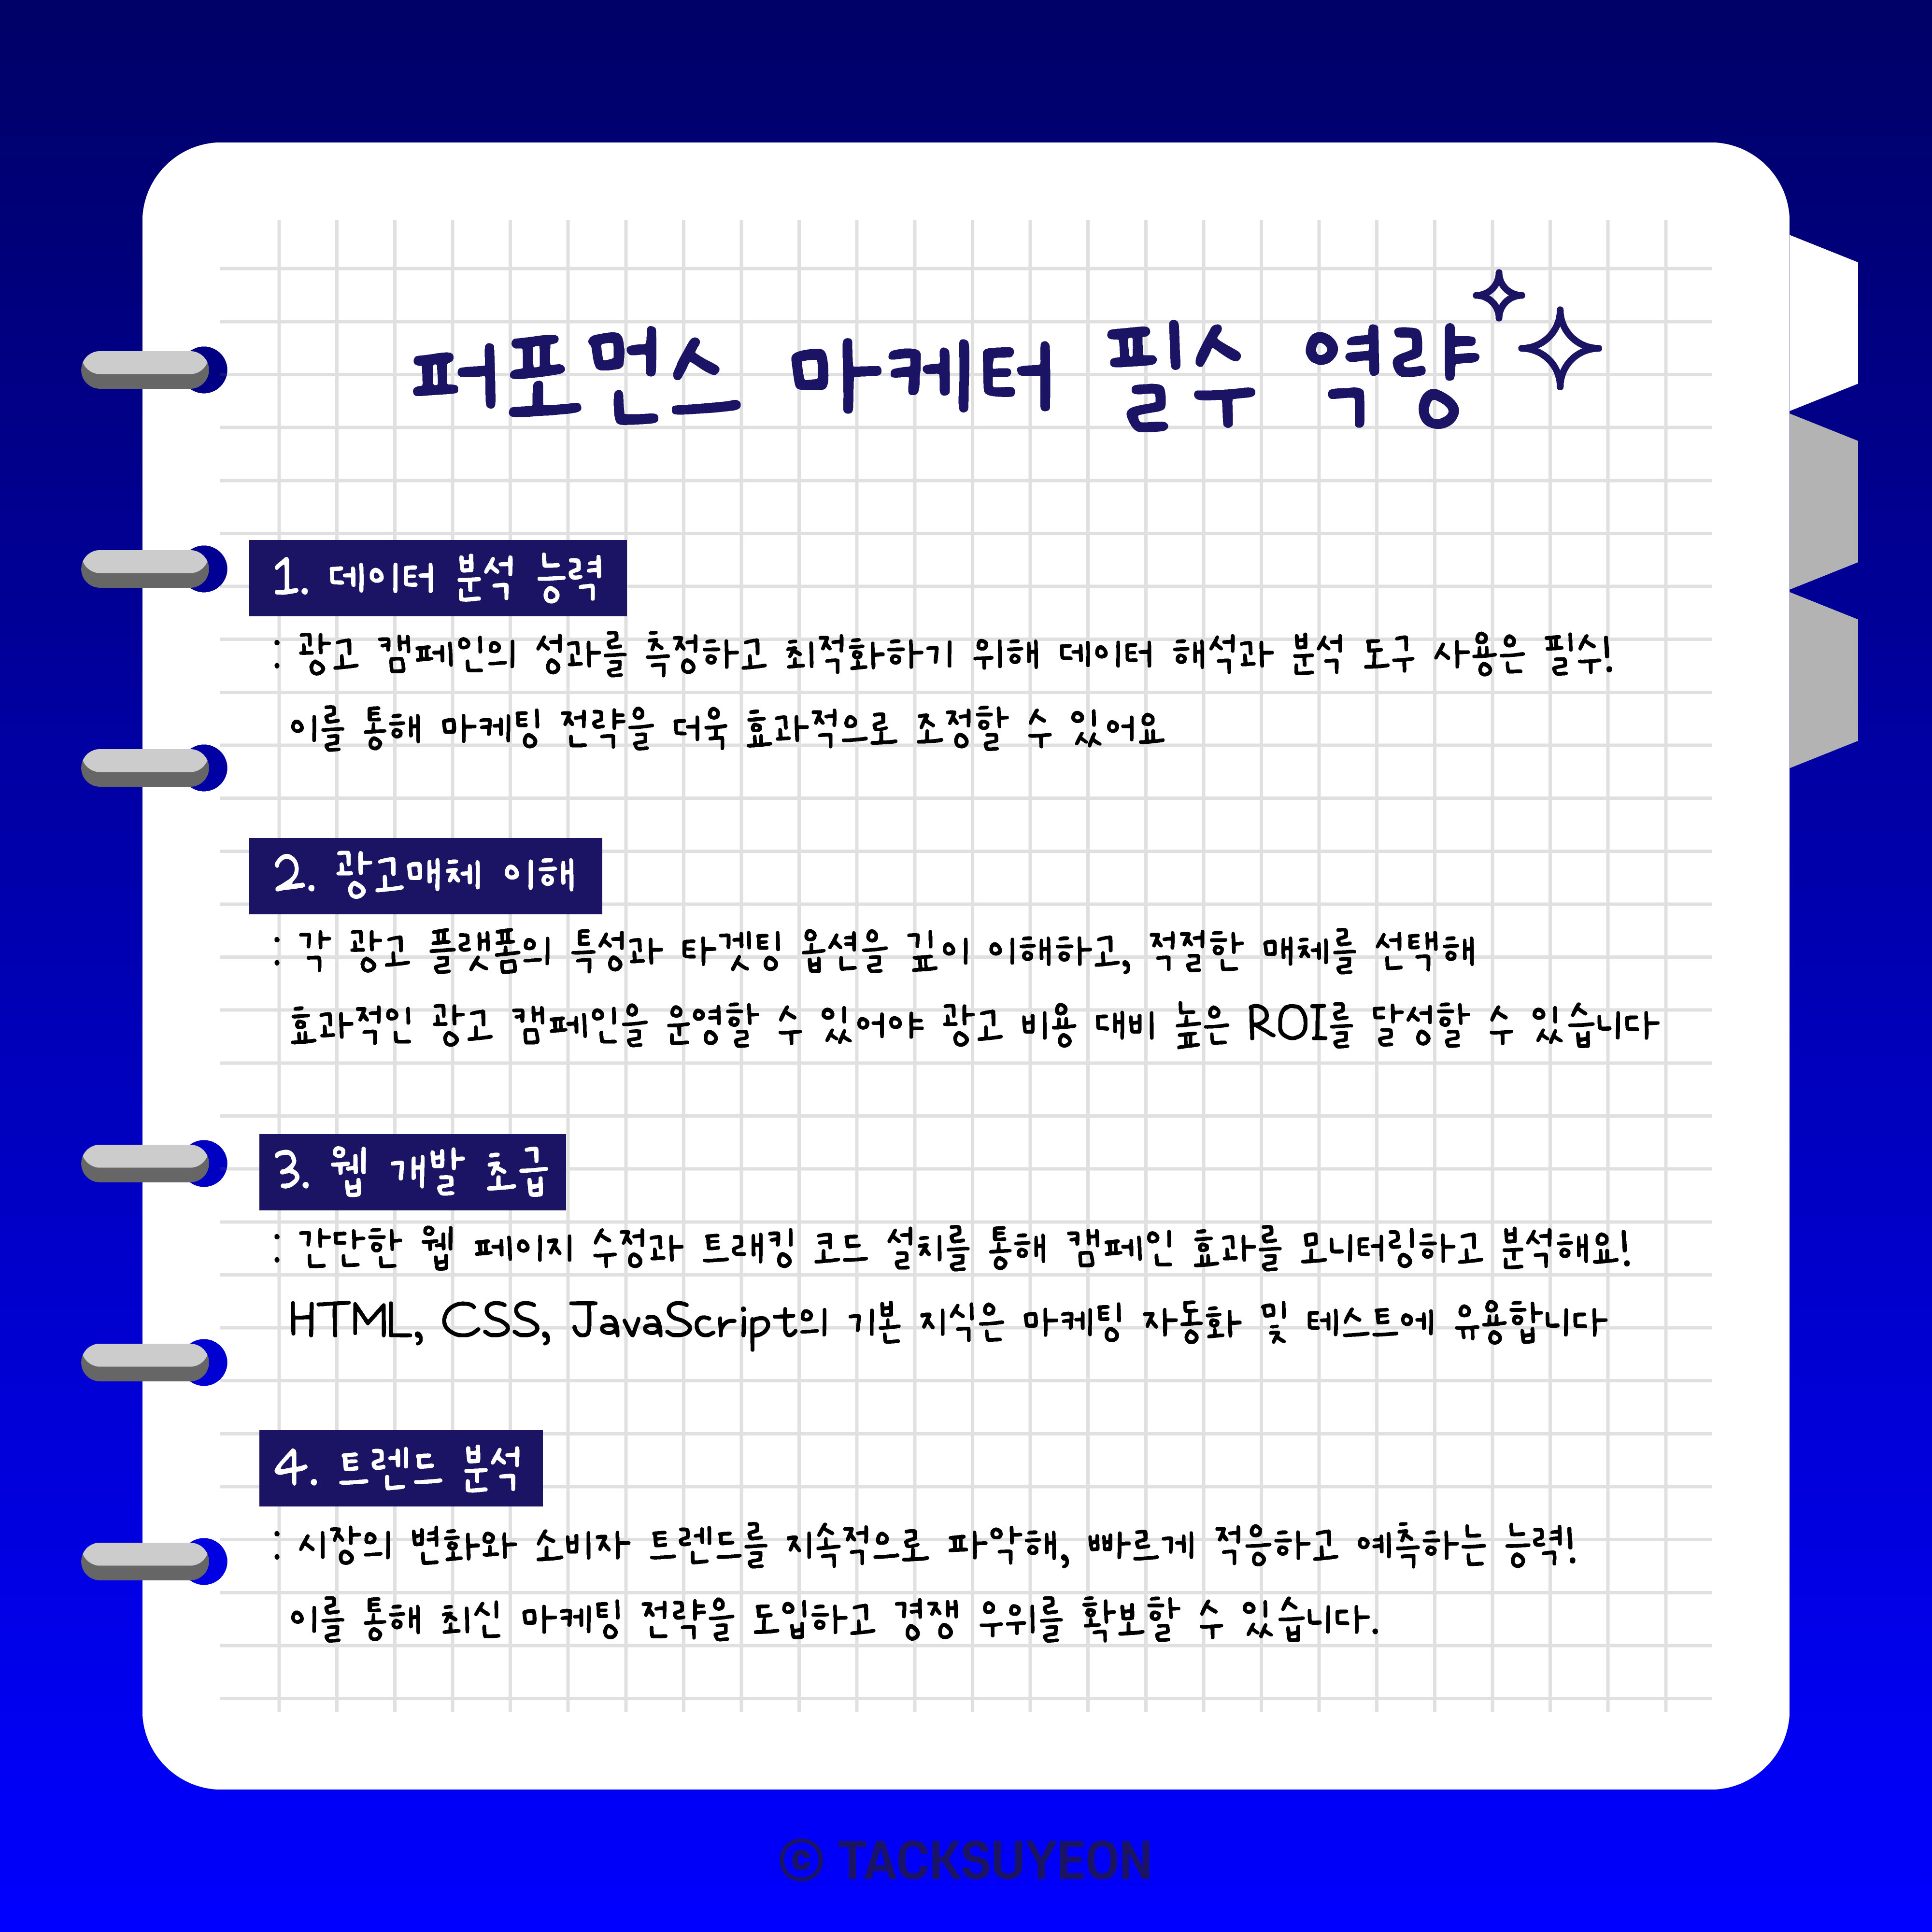 퍼포먼스 마케터 필수 역량
1. 데이터 분석 능력
: 광고 캠페인의 성과를 측정하고 최적화하기 위해 데이터 해석과 분석 도구 사용은 필수!
이를 통해 마케팅 전략을 더욱 효과적으로 조정할 수 있어요
2. 광고매체 이해
: 각 광고 플랫폼의 특성과 타겟팅 옵션을 깊이 이해하고, 적절한 매체를 선택해
효과적인 광고 캠페인을 운영할 수 있어야 광고 비용 대비 높은 ROI를 달성할 수 있습니다
3. 웹 개발 초급
: 간단한 웹 페이지 수정과 트래킹 코드 설치를 통해 캠페인 효과를 모니터링하고 분석해요!
HTML, CSS, JavaScript의 기본 지식은 마케팅 자동화 및 테스트에 유용합니다
4. 트렌드 분석
: 시장의 변화와 소비자 트렌드를 지속적으로 파악해, 빠르게 적응하고 예측하는 능력!
이를 통해 최신 마케팅 전략을 도입하고 경쟁 우위를 확보할 수 있습니다.
© TACKSUYEON